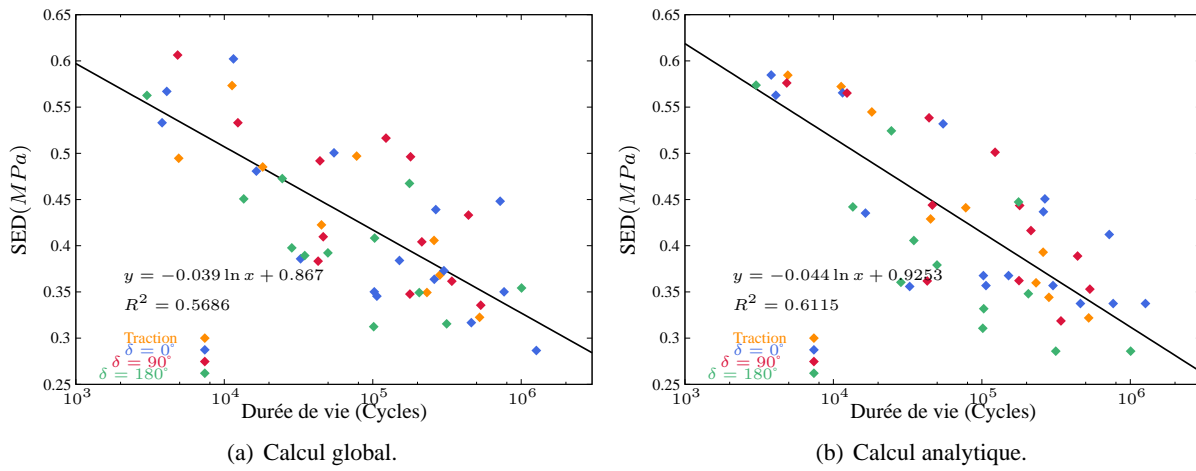 0.65
0.6
0.55
0.5
0.45
0.4
0.35
0.3
0.25
SED(MPa)
y = −0.039 ln x + 0.867
R² = 0.5686
Traction
δ = 0°
δ = 90°
δ = 180°
10³ 10⁴ 10⁵ 10⁶
Durée de vie (Cycles)
(a) Calcul global.
0.65
0.6
0.55
0.5
0.45
0.4
0.35
0.3
0.25
SED(MPa)
y = −0.044 ln x + 0.9253
R² = 0.6115
Traction
δ = 0°
δ = 90°
δ = 180°
10³ 10⁴ 10⁵ 10⁶
Durée de vie (Cycles)
(b) Calcul analytique.